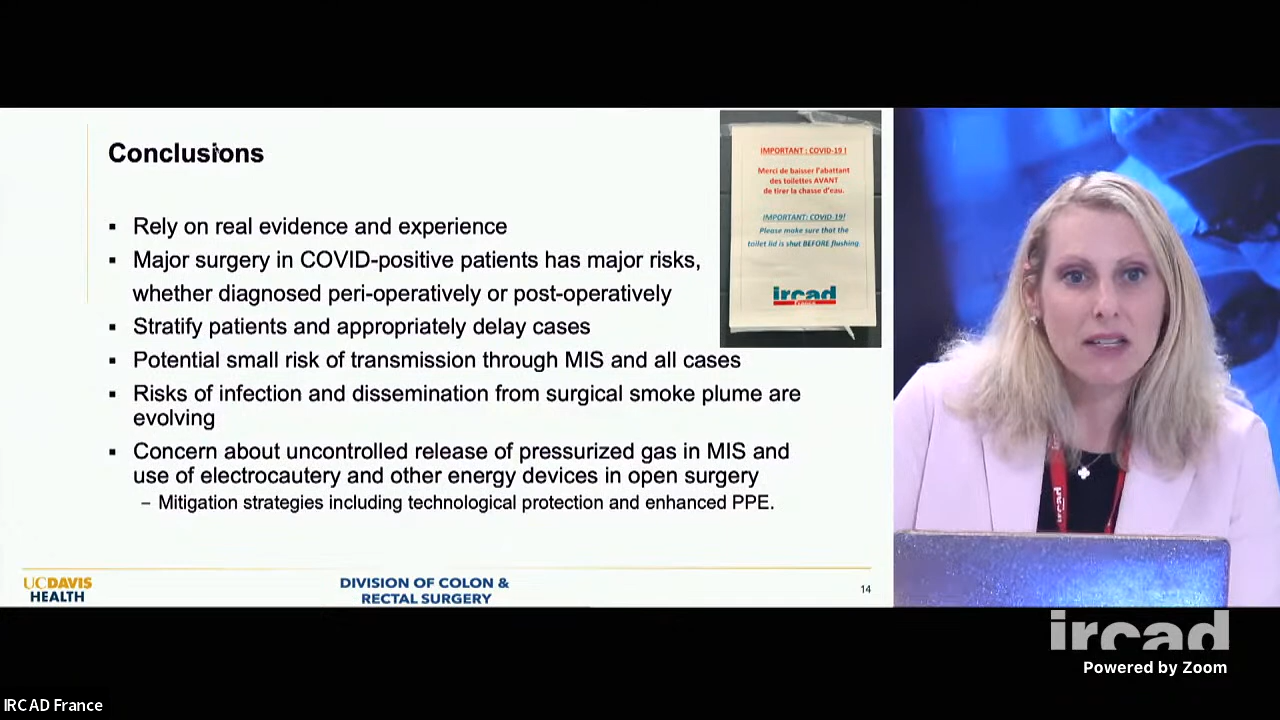 Conclusions
▪ Rely on real evidence and experience
▪ Major surgery in COVID-positive patients has major risks,
whether diagnosed peri-operatively or post-operatively
▪ Stratify patients and appropriately delay cases
▪ Potential small risk of transmission through MIS and all cases
▪ Risks of infection and dissemination from surgical smoke plume are
evolving
▪ Concern about uncontrolled release of pressurized gas in MIS and
use of electrocautery and other energy devices in open surgery
– Mitigation strategies including technological protection and enhanced PPE.
IMPORTANT : COVID-19 !
Merci de baisser l'abattant
des toilettes AVANT
de tirer la chasse d'eau.
IMPORTANT: COVID-19!
Please make sure that the
toilet lid is shut BEFORE flushing.
ircad
France
UCDAVIS
HEALTH
DIVISION OF COLON &
RECTAL SURGERY
14
ircad
ircad
Powered by Zoom
IRCAD France